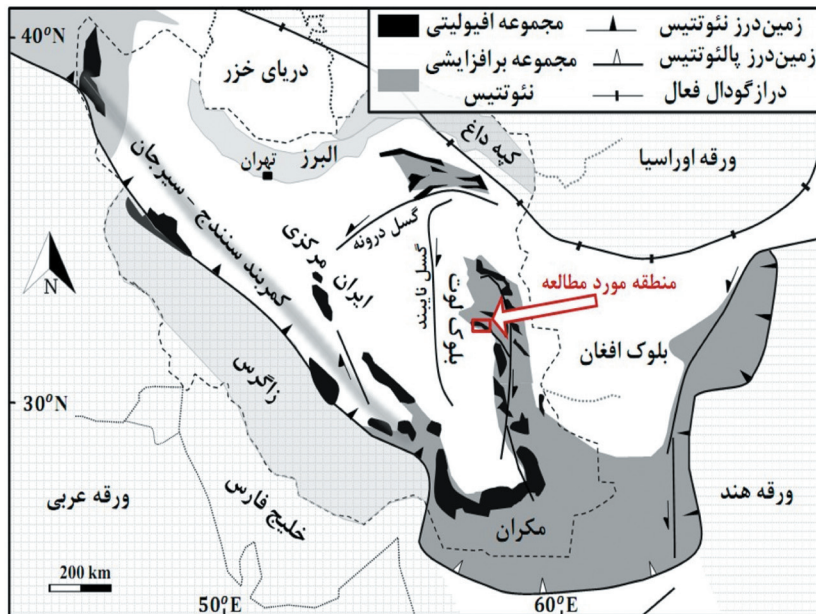 40°N
مجموعه افیولیتی
زمین‌درز نئوتتیس
مجموعه برافزایشی
نئوتتیس
زمین‌درز پالئوتتیس
درازگودال فعال
دریای خزر
کپه داغ
البرز
تهران
ورقه اوراسیا
گسل درونه
کمربند سنندج - سیرجان
ایران مرکزی
گسل نایبند
بلوک لوت
منطقه مورد مطالعه
بلوک افغان
N
30°N
زاگرس
ورقه عربی
خلیج فارس
ورقه هند
مکران
200 km
50°E
60°E